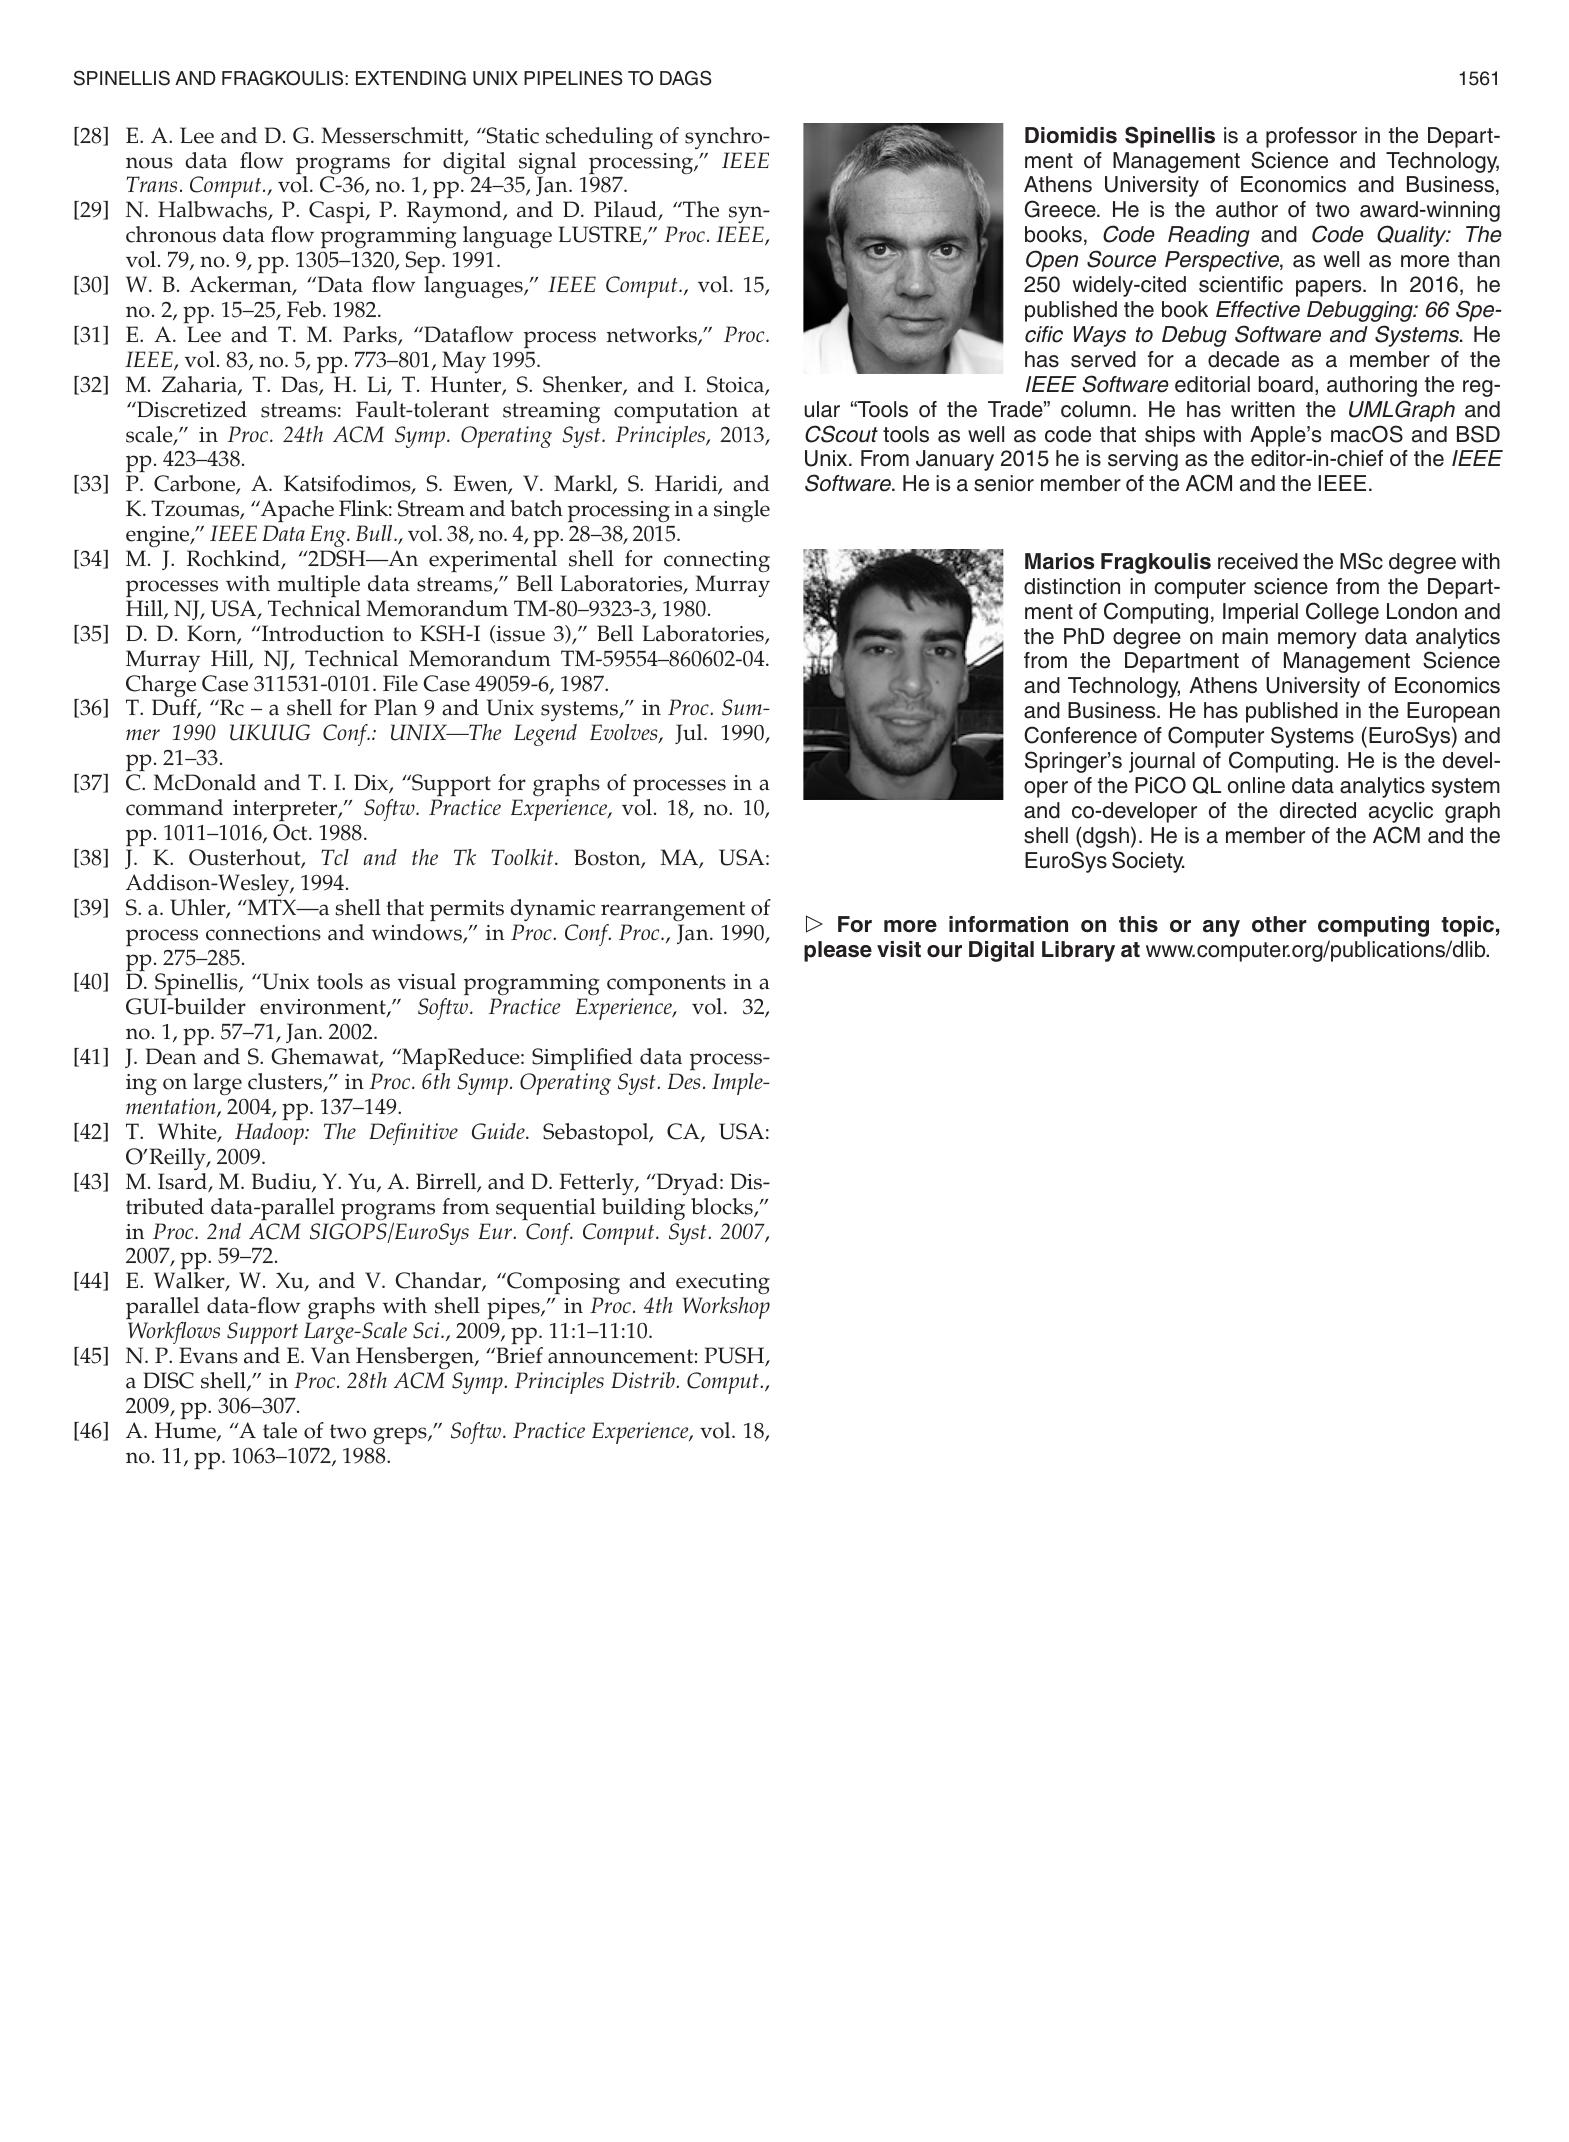 SPINELLIS AND FRAGKOULIS: EXTENDING UNIX PIPELINES TO DAGS 1561
[28] E. A. Lee and D. G. Messerschmitt, “Static scheduling of synchro-
nous data flow programs for digital signal processing,” IEEE
Trans. Comput., vol. C-36, no. 1, pp. 24–35, Jan. 1987.
[29] N. Halbwachs, P. Caspi, P. Raymond, and D. Pilaud, “The syn-
chronous data flow programming language LUSTRE,” Proc. IEEE,
vol. 79, no. 9, pp. 1305–1320, Sep. 1991.
[30] W. B. Ackerman, “Data flow languages,” IEEE Comput., vol. 15,
no. 2, pp. 15–25, Feb. 1982.
[31] E. A. Lee and T. M. Parks, “Dataflow process networks,” Proc.
IEEE, vol. 83, no. 5, pp. 773–801, May 1995.
[32] M. Zaharia, T. Das, H. Li, T. Hunter, S. Shenker, and I. Stoica,
“Discretized streams: Fault-tolerant streaming computation at
scale,” in Proc. 24th ACM Symp. Operating Syst. Principles, 2013,
pp. 423–438.
[33] P. Carbone, A. Katsifodimos, S. Ewen, V. Markl, S. Haridi, and
K. Tzoumas, “Apache Flink: Stream and batch processing in a single
engine,” IEEE Data Eng. Bull., vol. 38, no. 4, pp. 28–38, 2015.
[34] M. J. Rochkind, “2DSH—An experimental shell for connecting
processes with multiple data streams,” Bell Laboratories, Murray
Hill, NJ, USA, Technical Memorandum TM-80–9323-3, 1980.
[35] D. D. Korn, “Introduction to KSH-I (issue 3),” Bell Laboratories,
Murray Hill, NJ, Technical Memorandum TM-59554–860602-04.
Charge Case 311531-0101. File Case 49059-6, 1987.
[36] T. Duff, “Rc – a shell for Plan 9 and Unix systems,” in Proc. Sum-
mer 1990 UKUUG Conf.: UNIX—The Legend Evolves, Jul. 1990,
pp. 21–33.
[37] C. McDonald and T. I. Dix, “Support for graphs of processes in a
command interpreter,” Softw. Practice Experience, vol. 18, no. 10,
pp. 1011–1016, Oct. 1988.
[38] J. K. Ousterhout, Tcl and the Tk Toolkit. Boston, MA, USA:
Addison-Wesley, 1994.
[39] S. a. Uhler, “MTX—a shell that permits dynamic rearrangement of
process connections and windows,” in Proc. Conf. Proc., Jan. 1990,
pp. 275–285.
[40] D. Spinellis, “Unix tools as visual programming components in a
GUI-builder environment,” Softw. Practice Experience, vol. 32,
no. 1, pp. 57–71, Jan. 2002.
[41] J. Dean and S. Ghemawat, “MapReduce: Simplified data process-
ing on large clusters,” in Proc. 6th Symp. Operating Syst. Des. Imple-
mentation, 2004, pp. 137–149.
[42] T. White, Hadoop: The Definitive Guide. Sebastopol, CA, USA:
O’Reilly, 2009.
[43] M. Isard, M. Budiu, Y. Yu, A. Birrell, and D. Fetterly, “Dryad: Dis-
tributed data-parallel programs from sequential building blocks,”
in Proc. 2nd ACM SIGOPS/EuroSys Eur. Conf. Comput. Syst. 2007,
2007, pp. 59–72.
[44] E. Walker, W. Xu, and V. Chandar, “Composing and executing
parallel data-flow graphs with shell pipes,” in Proc. 4th Workshop
Workflows Support Large-Scale Sci., 2009, pp. 11:1–11:10.
[45] N. P. Evans and E. Van Hensbergen, “Brief announcement: PUSH,
a DISC shell,” in Proc. 28th ACM Symp. Principles Distrib. Comput.,
2009, pp. 306–307.
[46] A. Hume, “A tale of two greps,” Softw. Practice Experience, vol. 18,
no. 11, pp. 1063–1072, 1988.
Diomidis Spinellis is a professor in the Depart-
ment of Management Science and Technology,
Athens University of Economics and Business,
Greece. He is the author of two award-winning
books, Code Reading and Code Quality: The
Open Source Perspective, as well as more than
250 widely-cited scientific papers. In 2016, he
published the book Effective Debugging: 66 Spe-
cific Ways to Debug Software and Systems. He
has served for a decade as a member of the
IEEE Software editorial board, authoring the reg-
ular “Tools of the Trade” column. He has written the UMLGraph and
CScout tools as well as code that ships with Apple’s macOS and BSD
Unix. From January 2015 he is serving as the editor-in-chief of the IEEE
Software. He is a senior member of the ACM and the IEEE.
Marios Fragkoulis received the MSc degree with
distinction in computer science from the Depart-
ment of Computing, Imperial College London and
the PhD degree on main memory data analytics
from the Department of Management Science
and Technology, Athens University of Economics
and Business. He has published in the European
Conference of Computer Systems (EuroSys) and
Springer’s journal of Computing. He is the devel-
oper of the PiCO QL online data analytics system
and co-developer of the directed acyclic graph
shell (dgsh). He is a member of the ACM and the
EuroSys Society.
▷ For more information on this or any other computing topic,
please visit our Digital Library at www.computer.org/publications/dlib.